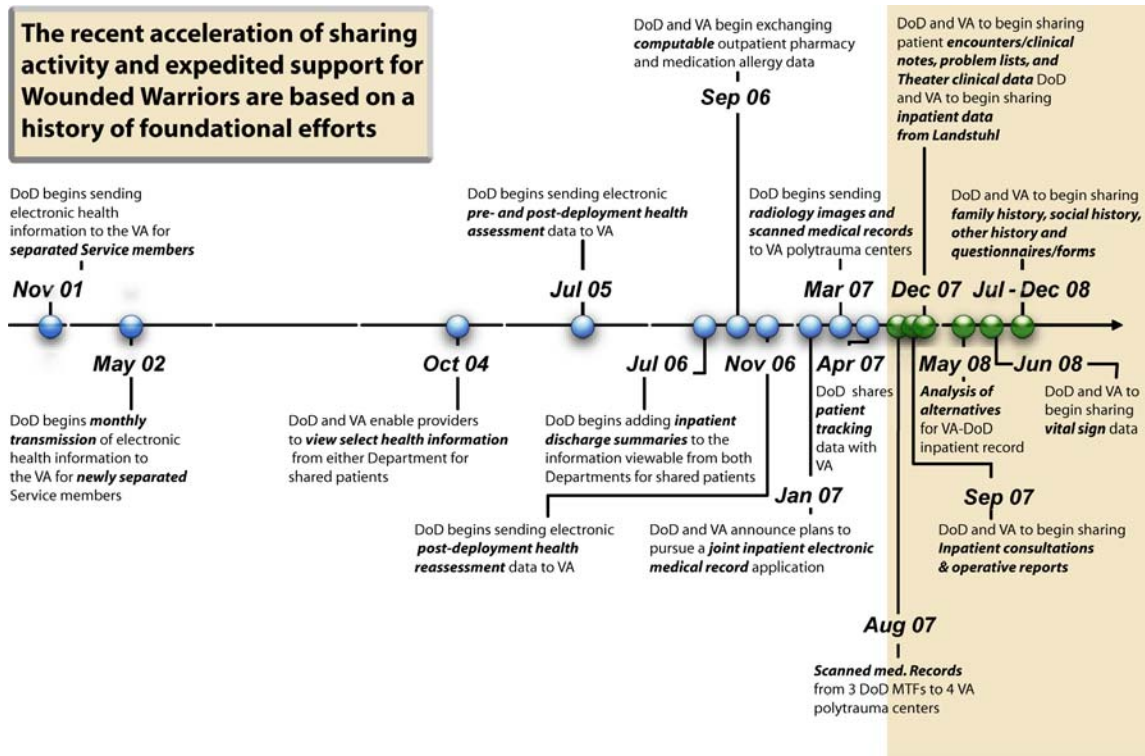 The recent acceleration of sharing
activity and expedited support for
Wounded Warriors are based on a
history of foundational efforts
DoD and VA begin exchanging
computable outpatient pharmacy
and medication allergy data
Sep 06
DoD and VA to begin sharing
patient encounters/clinical
notes, problem lists, and
Theater clinical data DoD
and VA to begin sharing
inpatient data
from Landstuhl
DoD begins sending
electronic health
information to the VA for
separated Service members
Nov 01
DoD begins sending electronic
pre- and post-deployment health
assessment data to VA
Jul 05
DoD begins sending
radiology images and
scanned medical records
to VA polytrauma centers
Mar 07
Dec 07
DoD and VA to begin sharing
family history, social history,
other history and
questionnaires/forms
Jul - Dec 08
May 02
DoD begins monthly
transmission of electronic
health information to
the VA for newly separated
Service members
Oct 04
DoD and VA enable providers
to view select health information
from either Department for
shared patients
Jul 06
DoD begins adding inpatient
discharge summaries to the
information viewable from both
Departments for shared patients
Nov 06
DoD begins sending electronic
post-deployment health
reassessment data to VA
Apr 07
DoD shares
patient
tracking
data with
VA
Jan 07
DoD and VA announce plans to
pursue a joint inpatient electronic
medical record application
May 08
Analysis of
alternatives
for VA-DoD
inpatient record
Jun 08
DoD and VA to
begin sharing
vital sign data
Sep 07
DoD and VA to begin sharing
Inpatient consultations
& operative reports
Aug 07
Scanned med. Records
from 3 DoD MTFs to 4 VA
polytrauma centers